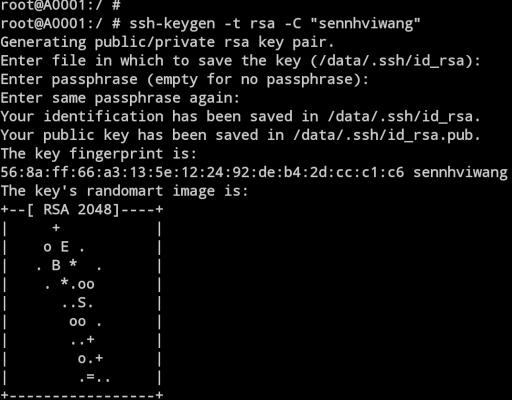 root@A0001:/ #
root@A0001:/ # ssh-keygen -t rsa -C "sennhviwang"
Generating public/private rsa key pair.
Enter file in which to save the key (/data/.ssh/id_rsa):
Enter passphrase (empty for no passphrase):
Enter same passphrase again:
Your identification has been saved in /data/.ssh/id_rsa.
Your public key has been saved in /data/.ssh/id_rsa.pub.
The key fingerprint is:
56:8a:ff:66:a3:13:5e:12:24:92:de:b4:2d:cc:c1:c6 sennhviwang
The key's randomart image is:
+--[ RSA 2048]----+
|     +           |
|    o E .        |
|   . B *  .      |
|    . *.oo       |
|      ..S.       |
|       oo .      |
|       ..+       |
|        o.+      |
|        .=..     |
+-----------------+